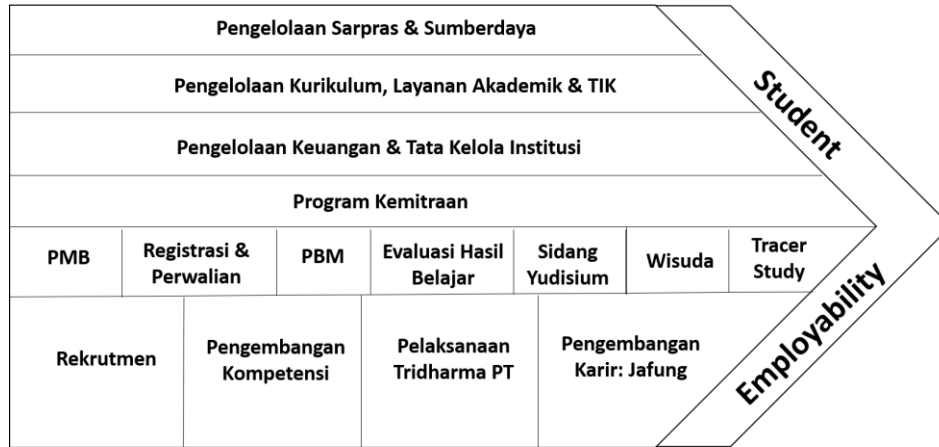 Pengelolaan Sarpras & Sumberdaya
Pengelolaan Kurikulum, Layanan Akademik & TIK
Pengelolaan Keuangan & Tata Kelola Institusi
Program Kemitraan
PMB
Registrasi &
Perwalian
PBM
Evaluasi Hasil
Belajar
Sidang
Yudisium
Wisuda
Tracer
Study
Rekrutmen
Pengembangan
Kompetensi
Pelaksanaan
Tridharma PT
Pengembangan
Karir: Jafung
Student
Employability